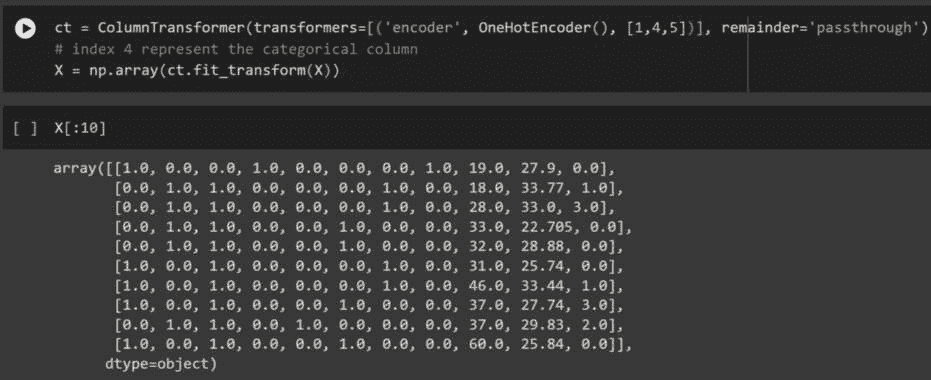 ct = ColumnTransformer(transformers=[('encoder', OneHotEncoder(), [1,4,5])], remainder='passthrough')
# index 4 represent the categorical column
X = np.array(ct.fit_transform(X))
[ ] X[:10]
array([[1.0, 0.0, 0.0, 1.0, 0.0, 0.0, 0.0, 1.0, 19.0, 27.9, 0.0],
[0.0, 1.0, 1.0, 0.0, 0.0, 0.0, 1.0, 0.0, 18.0, 33.77, 1.0],
[0.0, 1.0, 1.0, 0.0, 0.0, 0.0, 1.0, 0.0, 28.0, 33.0, 3.0],
[0.0, 1.0, 1.0, 0.0, 0.0, 1.0, 0.0, 0.0, 33.0, 22.705, 0.0],
[0.0, 1.0, 1.0, 0.0, 0.0, 1.0, 0.0, 0.0, 32.0, 28.88, 0.0],
[1.0, 0.0, 1.0, 0.0, 0.0, 0.0, 1.0, 0.0, 31.0, 25.74, 0.0],
[1.0, 0.0, 1.0, 0.0, 0.0, 0.0, 1.0, 0.0, 46.0, 33.44, 1.0],
[1.0, 0.0, 1.0, 0.0, 0.0, 1.0, 0.0, 0.0, 37.0, 27.74, 3.0],
[0.0, 1.0, 1.0, 0.0, 1.0, 0.0, 0.0, 0.0, 37.0, 29.83, 2.0],
[1.0, 0.0, 1.0, 0.0, 0.0, 1.0, 0.0, 0.0, 60.0, 25.84, 0.0]],
dtype=object)